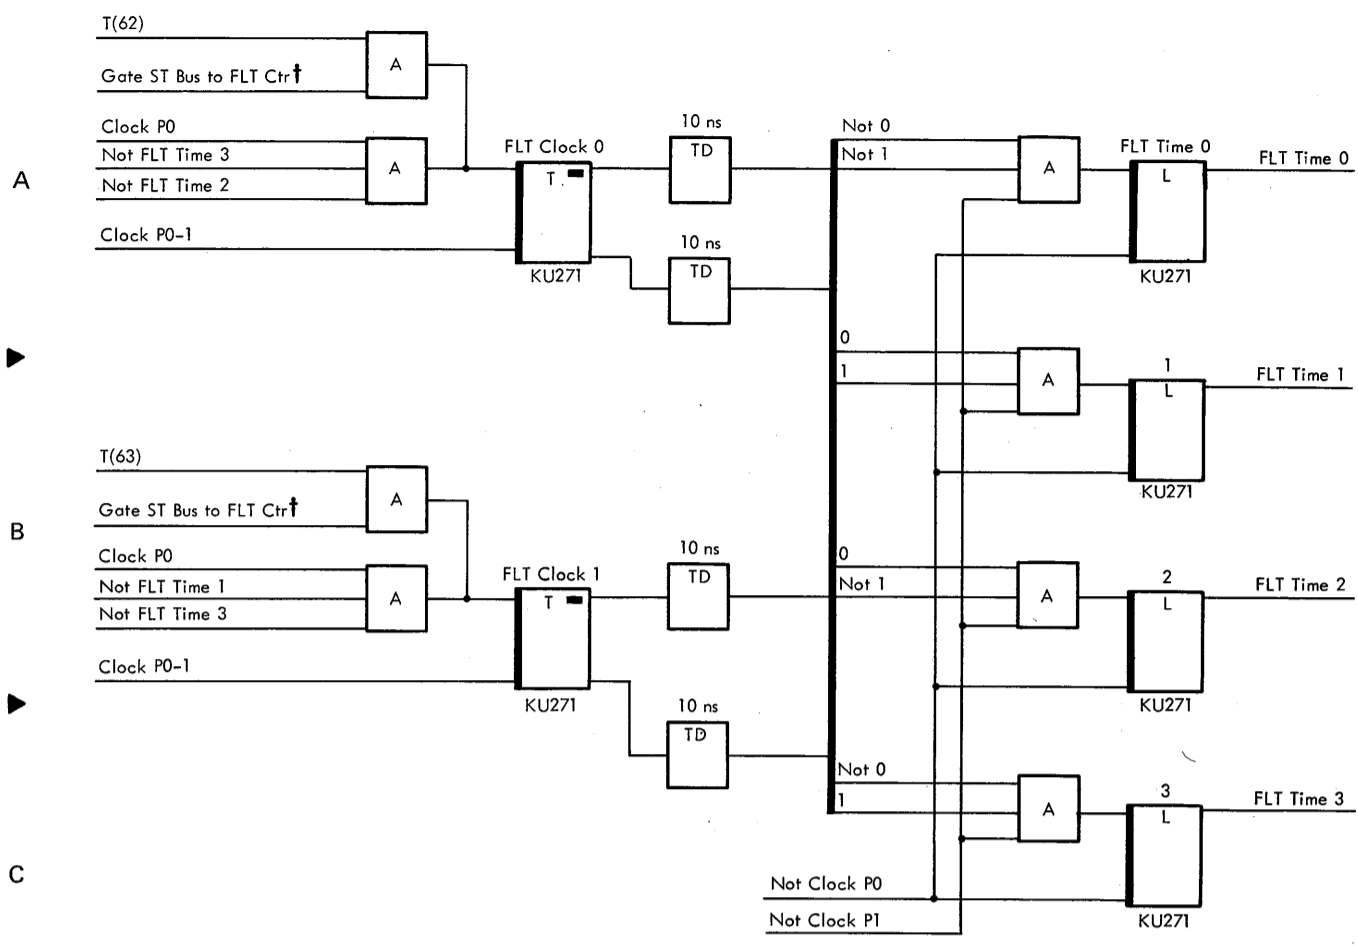 T(62)
A
Gate ST Bus to FLT Ctr†
Clock P0
Not FLT Time 3
A
Not FLT Time 2
Clock P0-1
FLT Clock 0
T
KU271
10 ns
TD
10 ns
TD
Not 0
Not 1
A
FLT Time 0
L
KU271
FLT Time 0
A
0
1
A
1
L
KU271
FLT Time 1
T(63)
A
Gate ST Bus to FLT Ctr†
B
Clock P0
Not FLT Time 1
A
Not FLT Time 3
Clock P0-1
FLT Clock 1
T
KU271
10 ns
TD
10 ns
TD
0
Not 1
A
2
L
KU271
FLT Time 2
Not 0
1
A
3
L
KU271
FLT Time 3
C
Not Clock P0
Not Clock P1